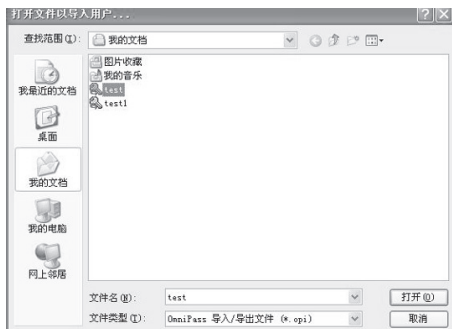 打开文件以导入用户...
查找范围(I):
我的文档
图片收藏
我的音乐
test
test1
我最近的文档
桌面
我的文档
我的电脑
网上邻居
文件名(N):
test
打开(O)
文件类型(T):
OmniPass 导入/导出文件 (*.opi)
取消